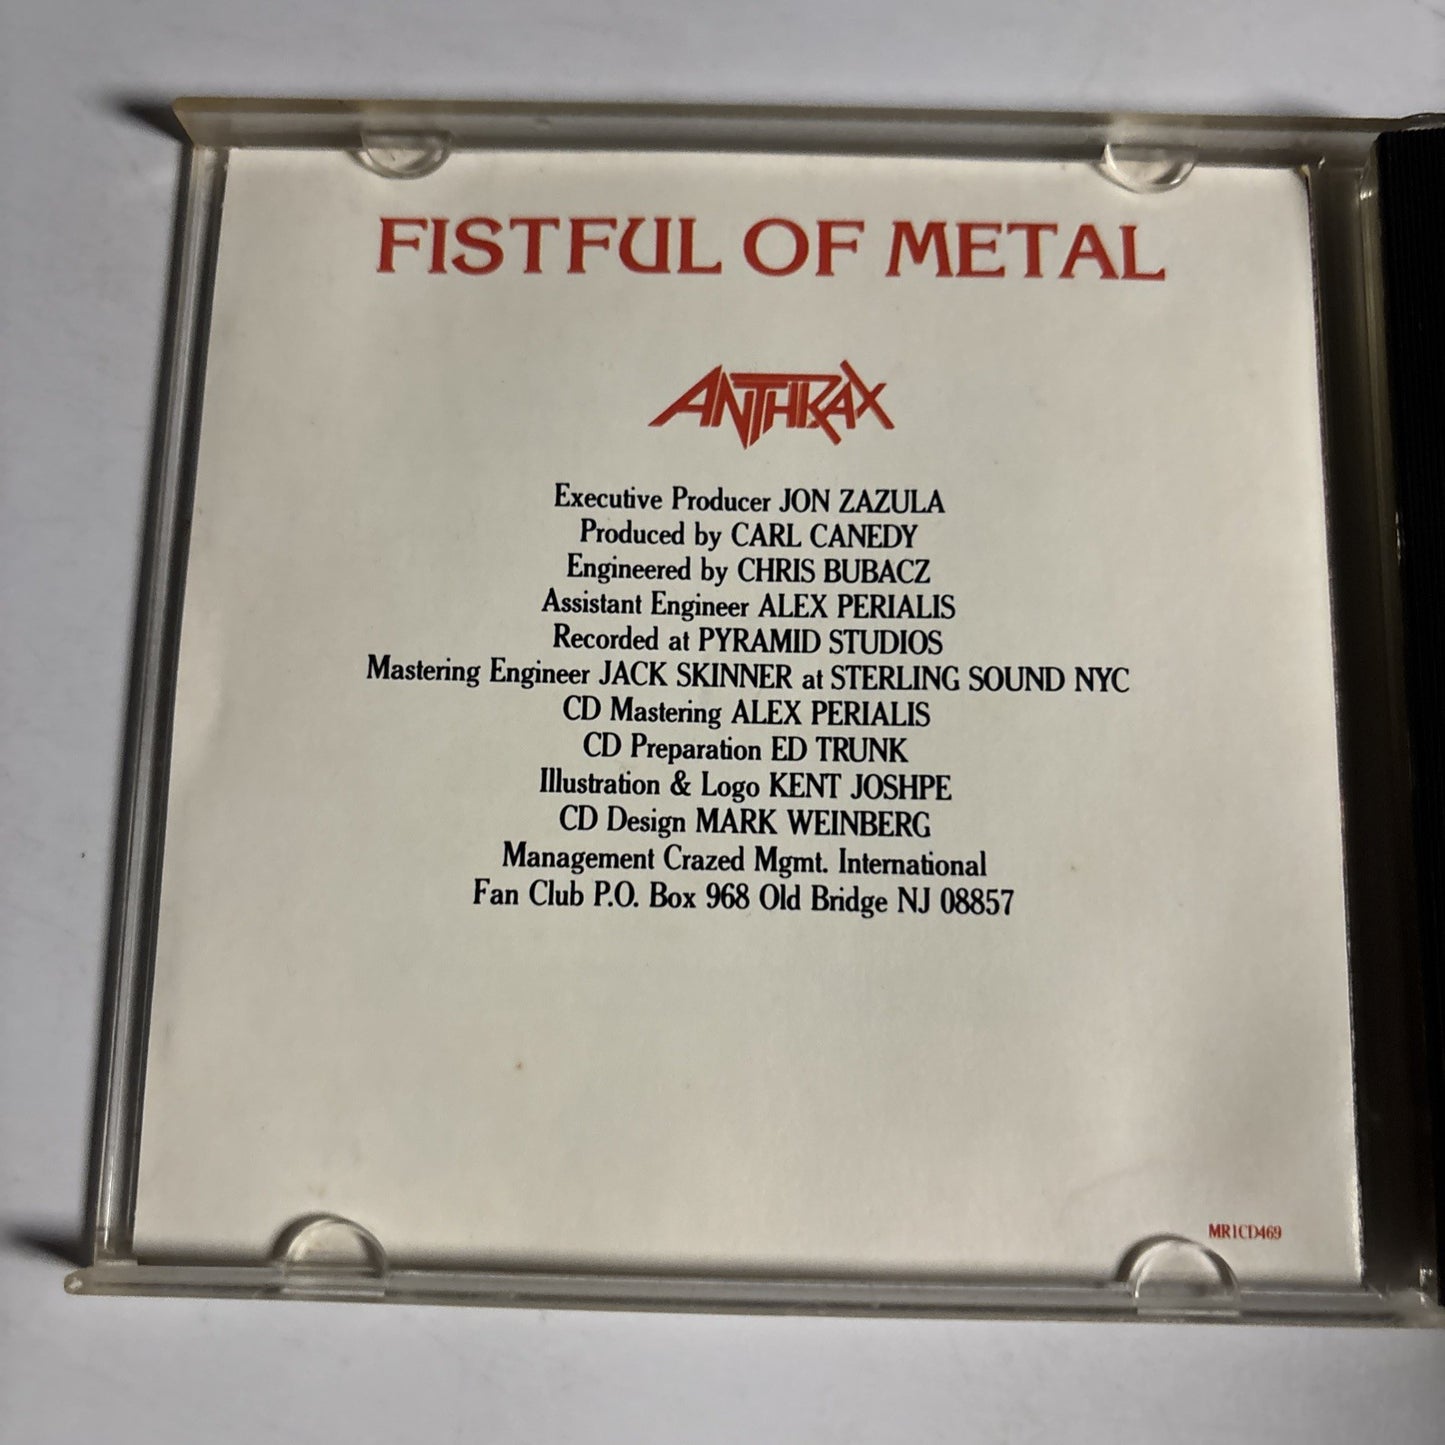 FISTFUL OF METAL
ANTHRAX
Executive Producer JON ZAZULA
Produced by CARL CANEDY
Engineered by CHRIS BUBACZ
Assistant Engineer ALEX PERIALIS
Recorded at PYRAMID STUDIOS
Mastering Engineer JACK SKINNER at STERLING SOUND NYC
CD Mastering ALEX PERIALIS
CD Preparation ED TRUNK
Illustration & Logo KENT JOSHPE
CD Design MARK WEINBERG
Management Crazed Mgmt. International
Fan Club P.O. Box 968 Old Bridge NJ 08857
MR1CD469